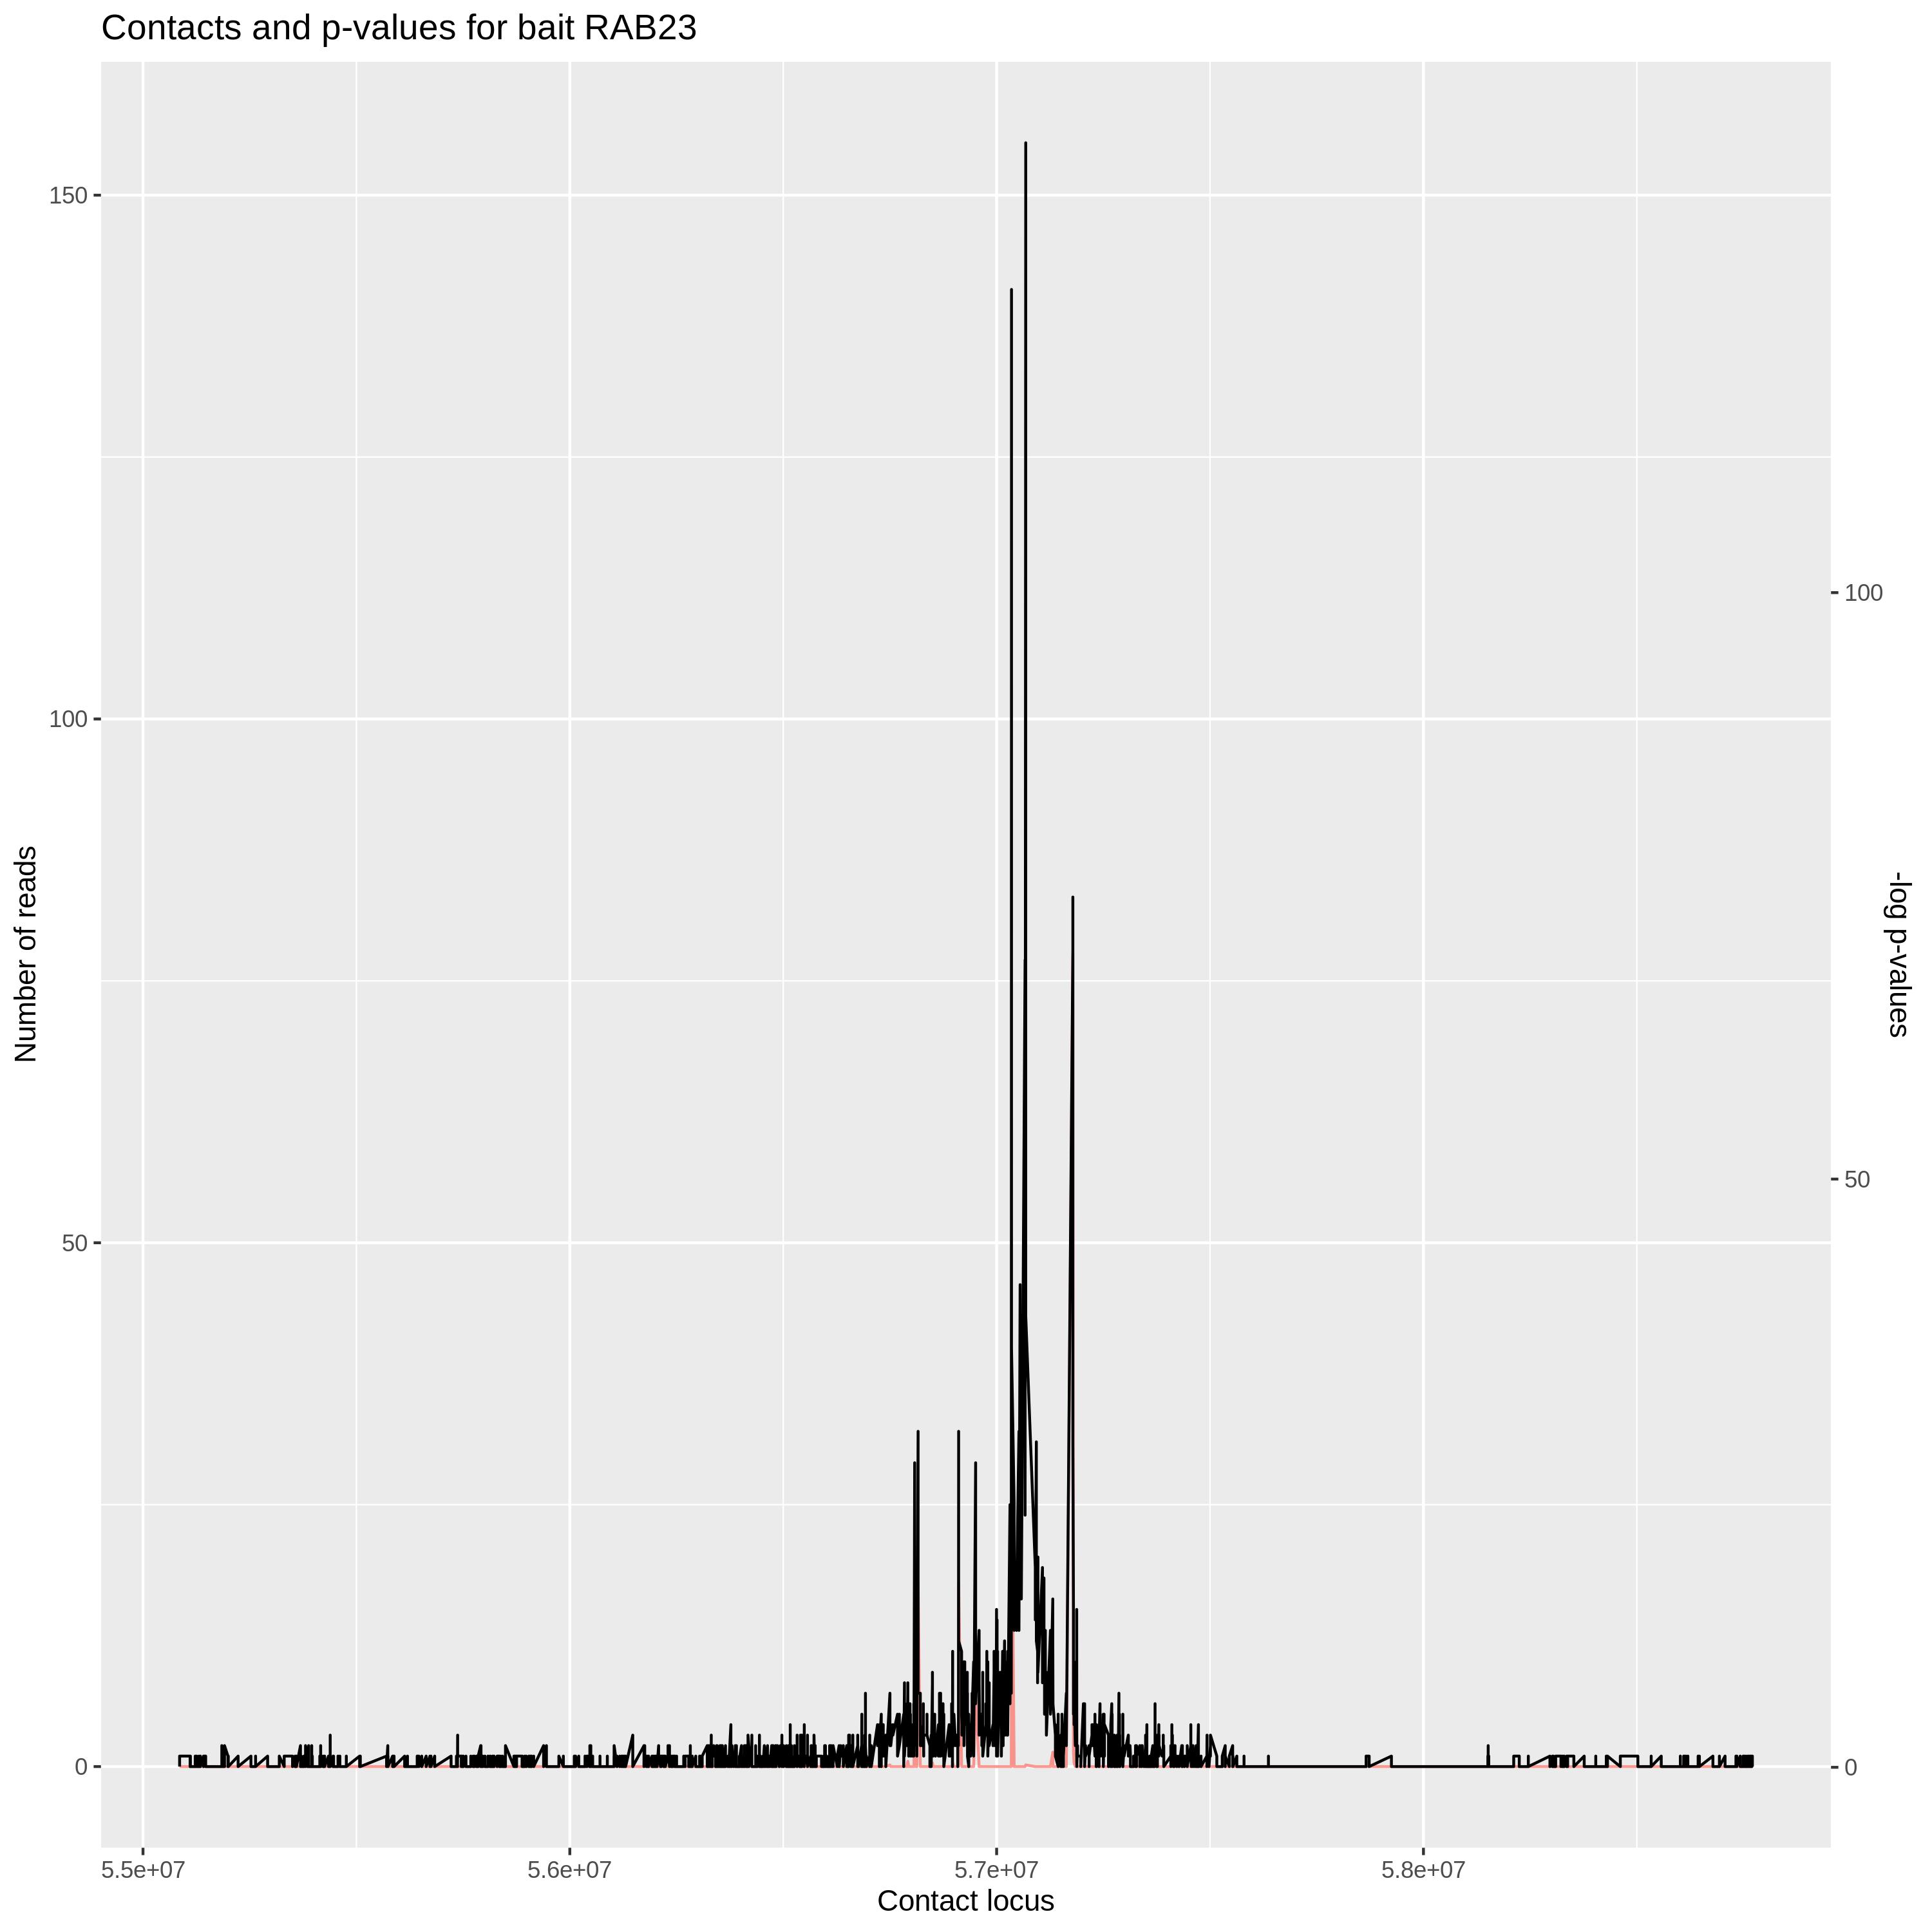 Contacts and p-values for bait RAB23
150
100
50
0
Number of reads
100
50
0
-log p-values
5.5e+07
5.6e+07
5.7e+07
5.8e+07
Contact locus